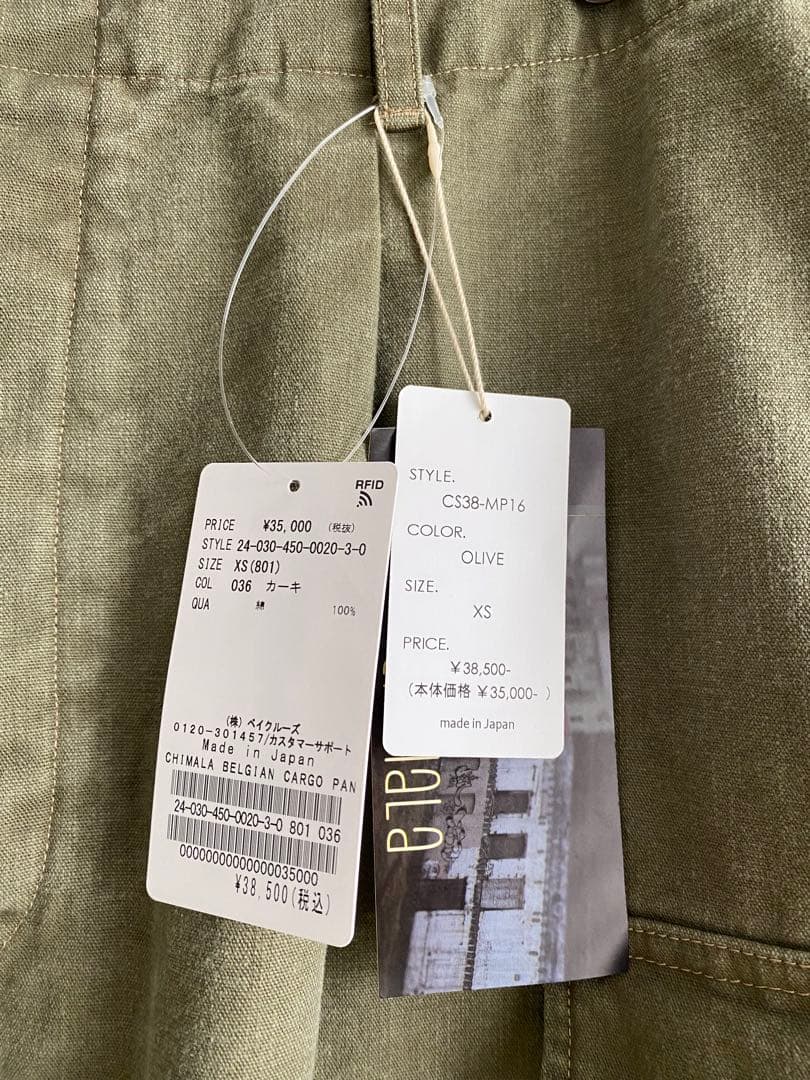 RFID
PRICE ¥35,000 (税抜)
STYLE 24-030-450-0020-3-0
SIZE XS(801)
COL 036 カーキ
QUA 綿 100%
(株) ベイクルーズ
0120-301457/カスタマーサポート
Made in Japan
CHIMALA BELGIAN CARGO PAN
24-030-450-0020-3-0 801 036
0000000000000035000
¥38,500(税込)
STYLE.
CS38-MP16
COLOR.
OLIVE
SIZE.
XS
PRICE.
¥38,500-
(本体価格 ¥35,000- )
made in Japan
ala